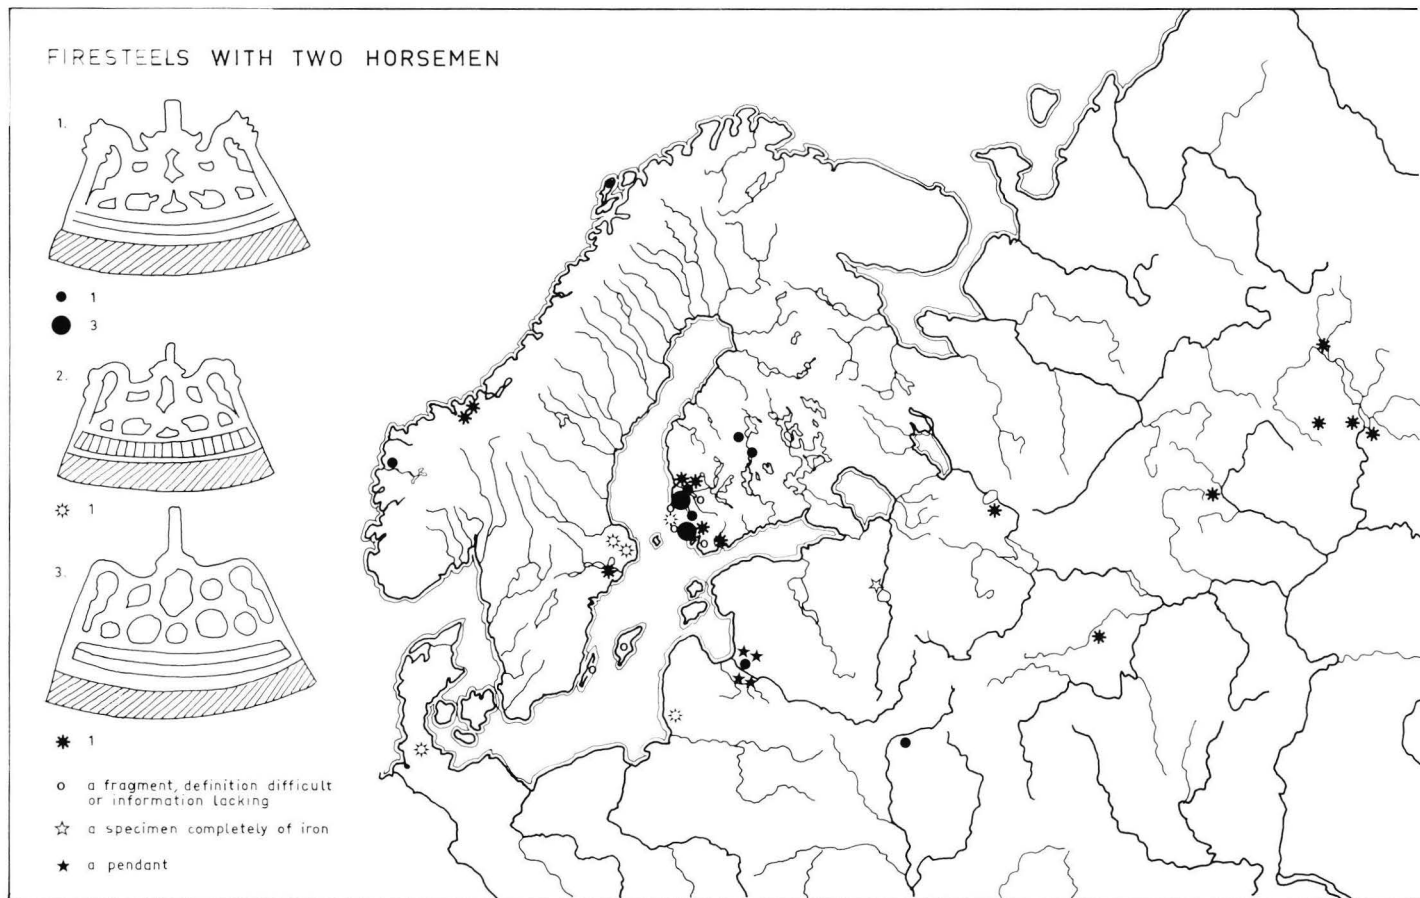 FIRESTEELS WITH TWO HORSEMEN
1.
1
3
2.
1
3.
1
a fragment, definition difficult
or information lacking
a specimen completely of iron
a pendant